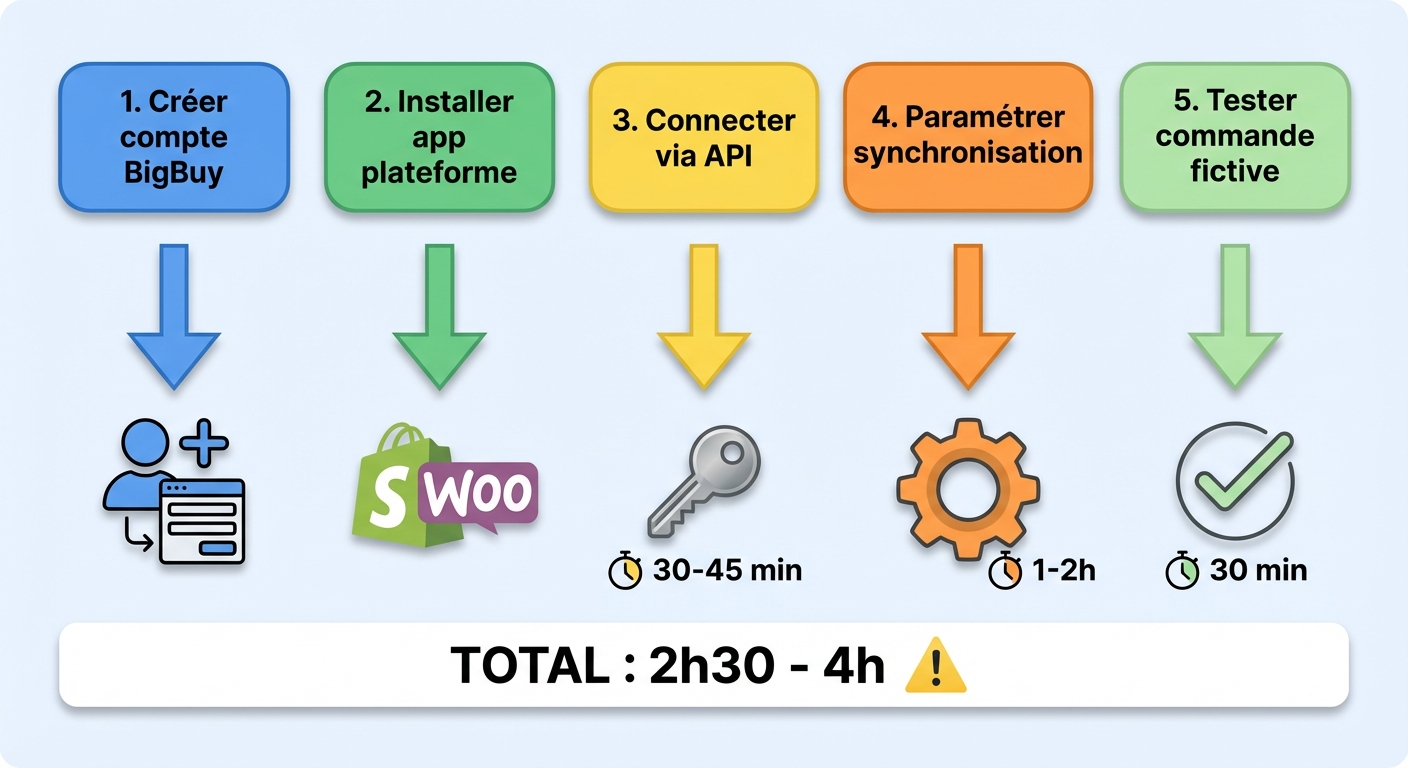 1. Créer
compte
BigBuy
2. Installer
app
plateforme
3. Connecter
via API
4. Paramétrer
synchronisation
5. Tester
commande
fictive
S
WOO
30-45 min
1-2h
30 min
TOTAL : 2h30 - 4h